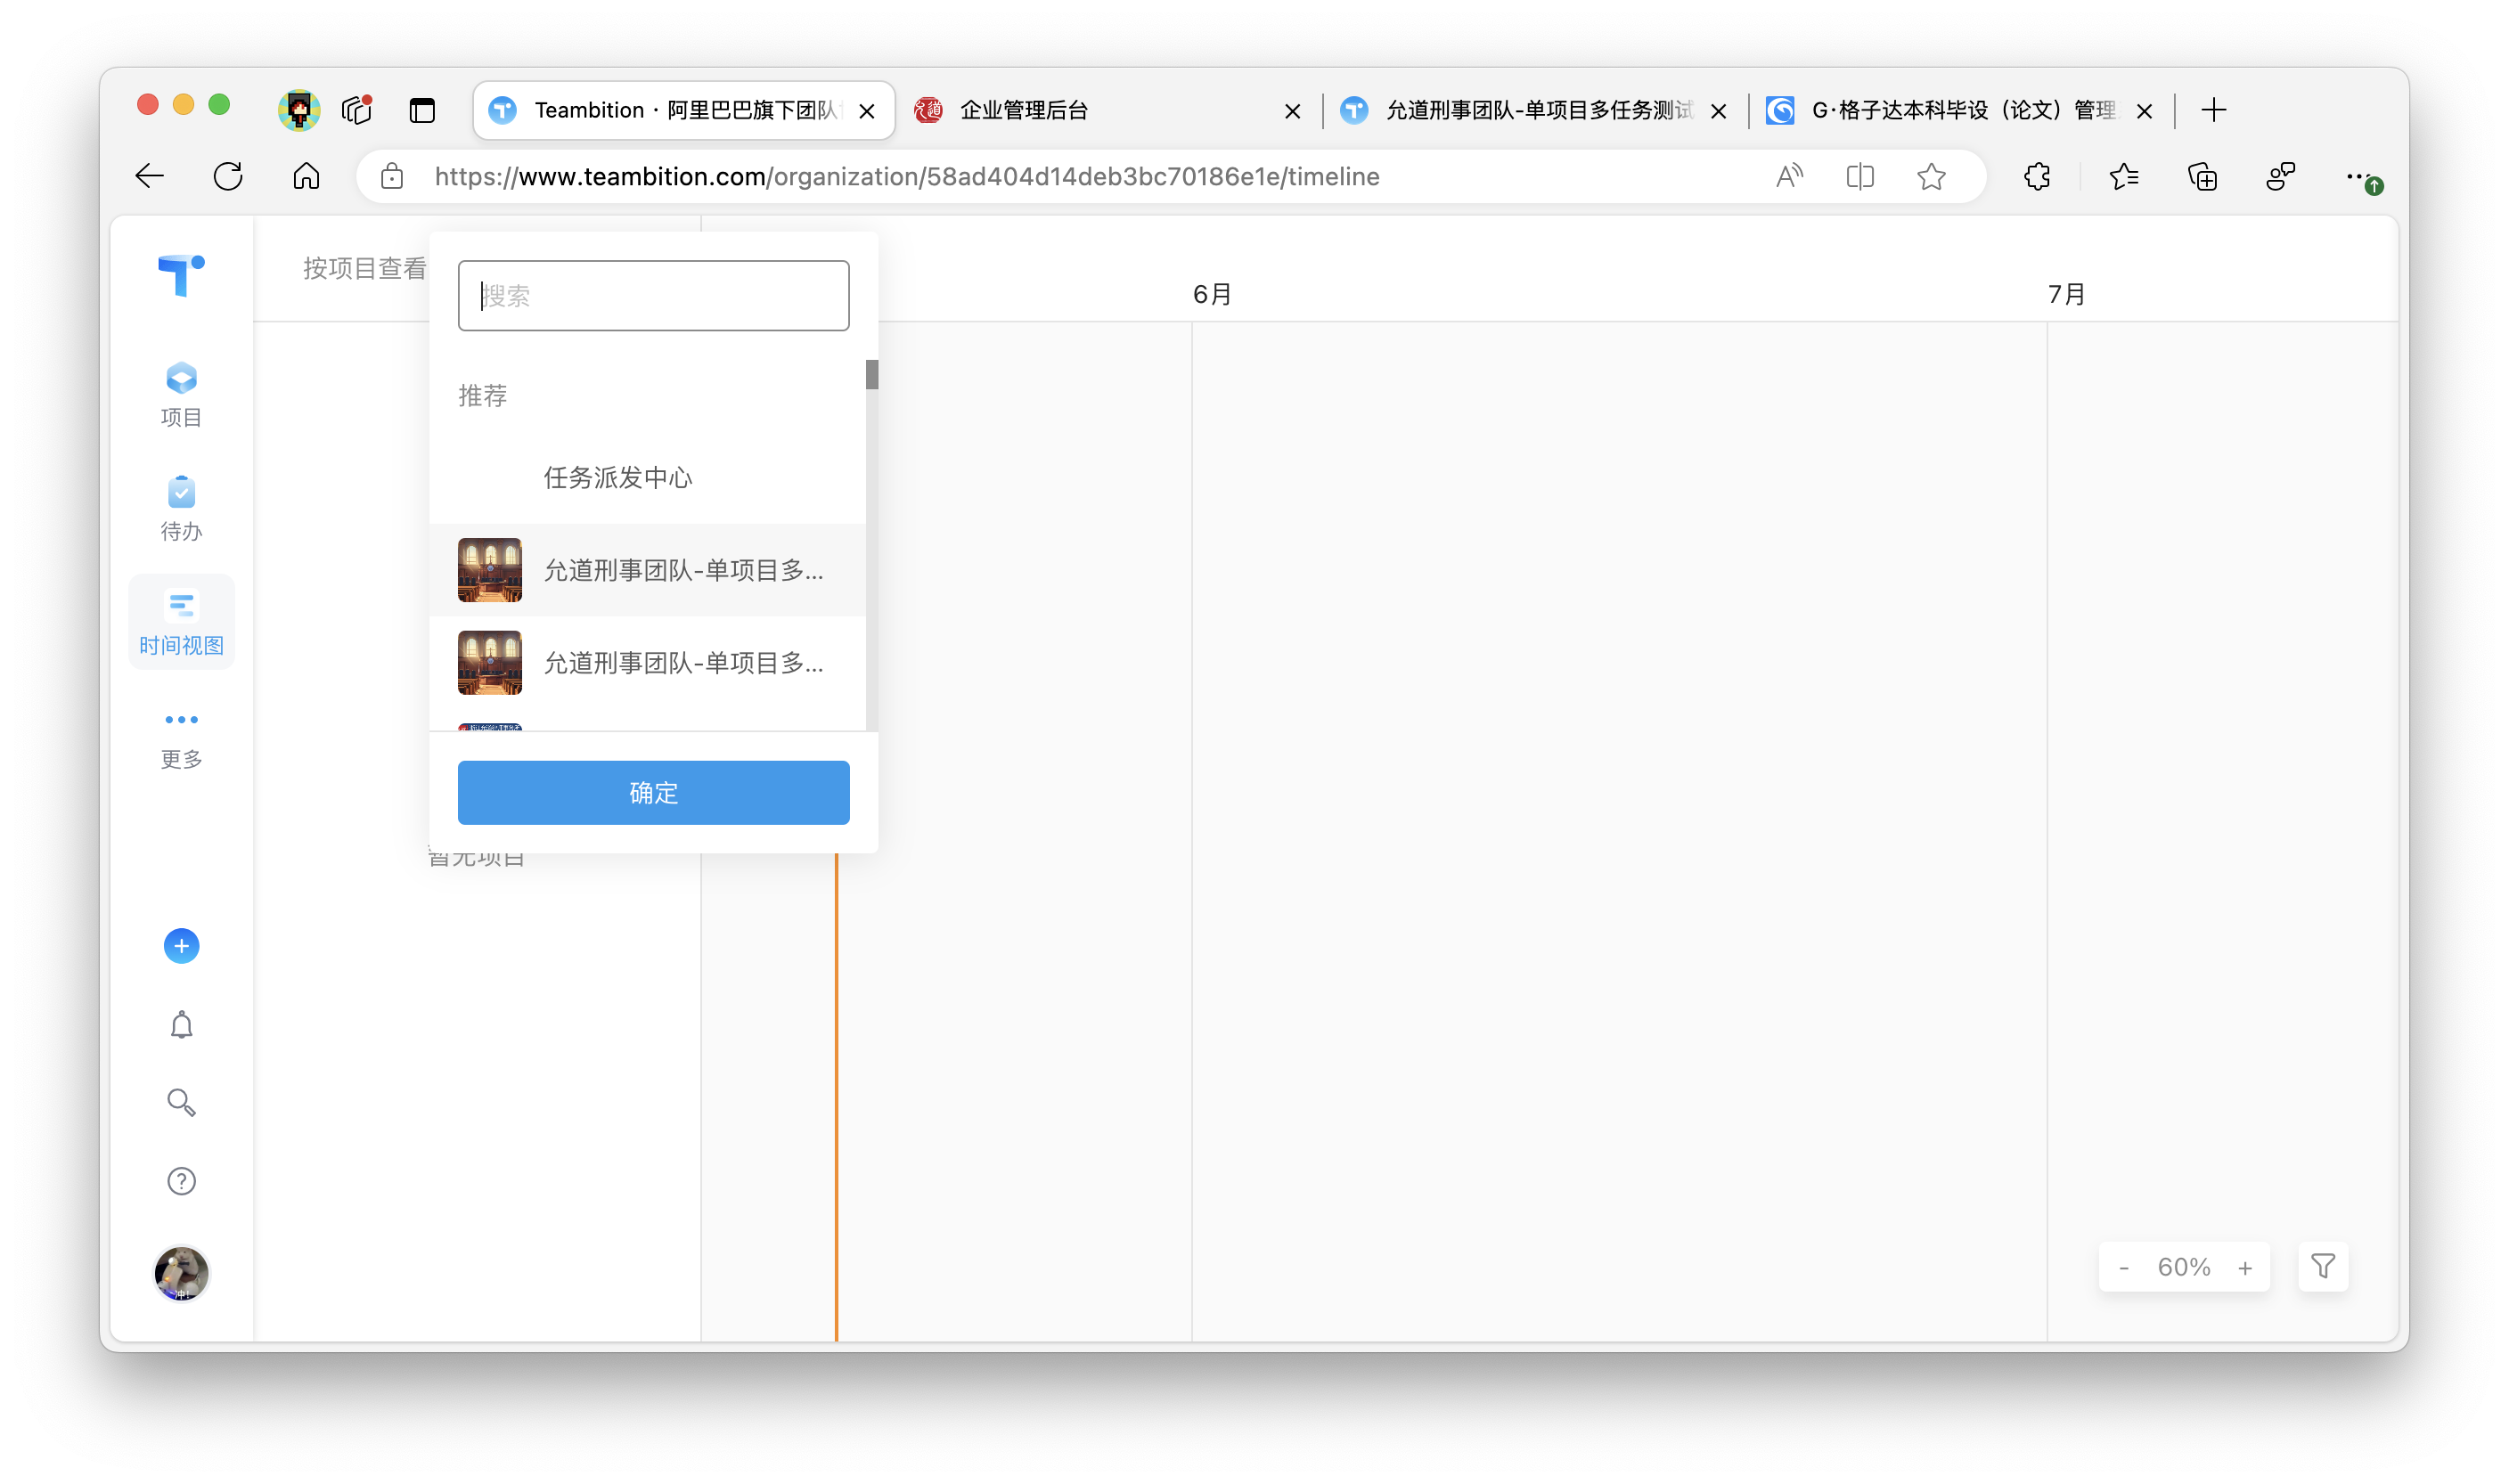 Teambition · 阿里巴巴旗下团队
企业管理后台
允道刑事团队-单项目多任务测试
G·格子达本科毕设（论文）管理
https://www.teambition.com/organization/58ad404d14deb3bc70186e1e/timeline
按项目查看
搜索
6月
7月
推荐
任务派发中心
允道刑事团队-单项目多...
允道刑事团队-单项目多...
确定
暂无项目
项目
待办
时间视图
更多
冲!
- 60% +